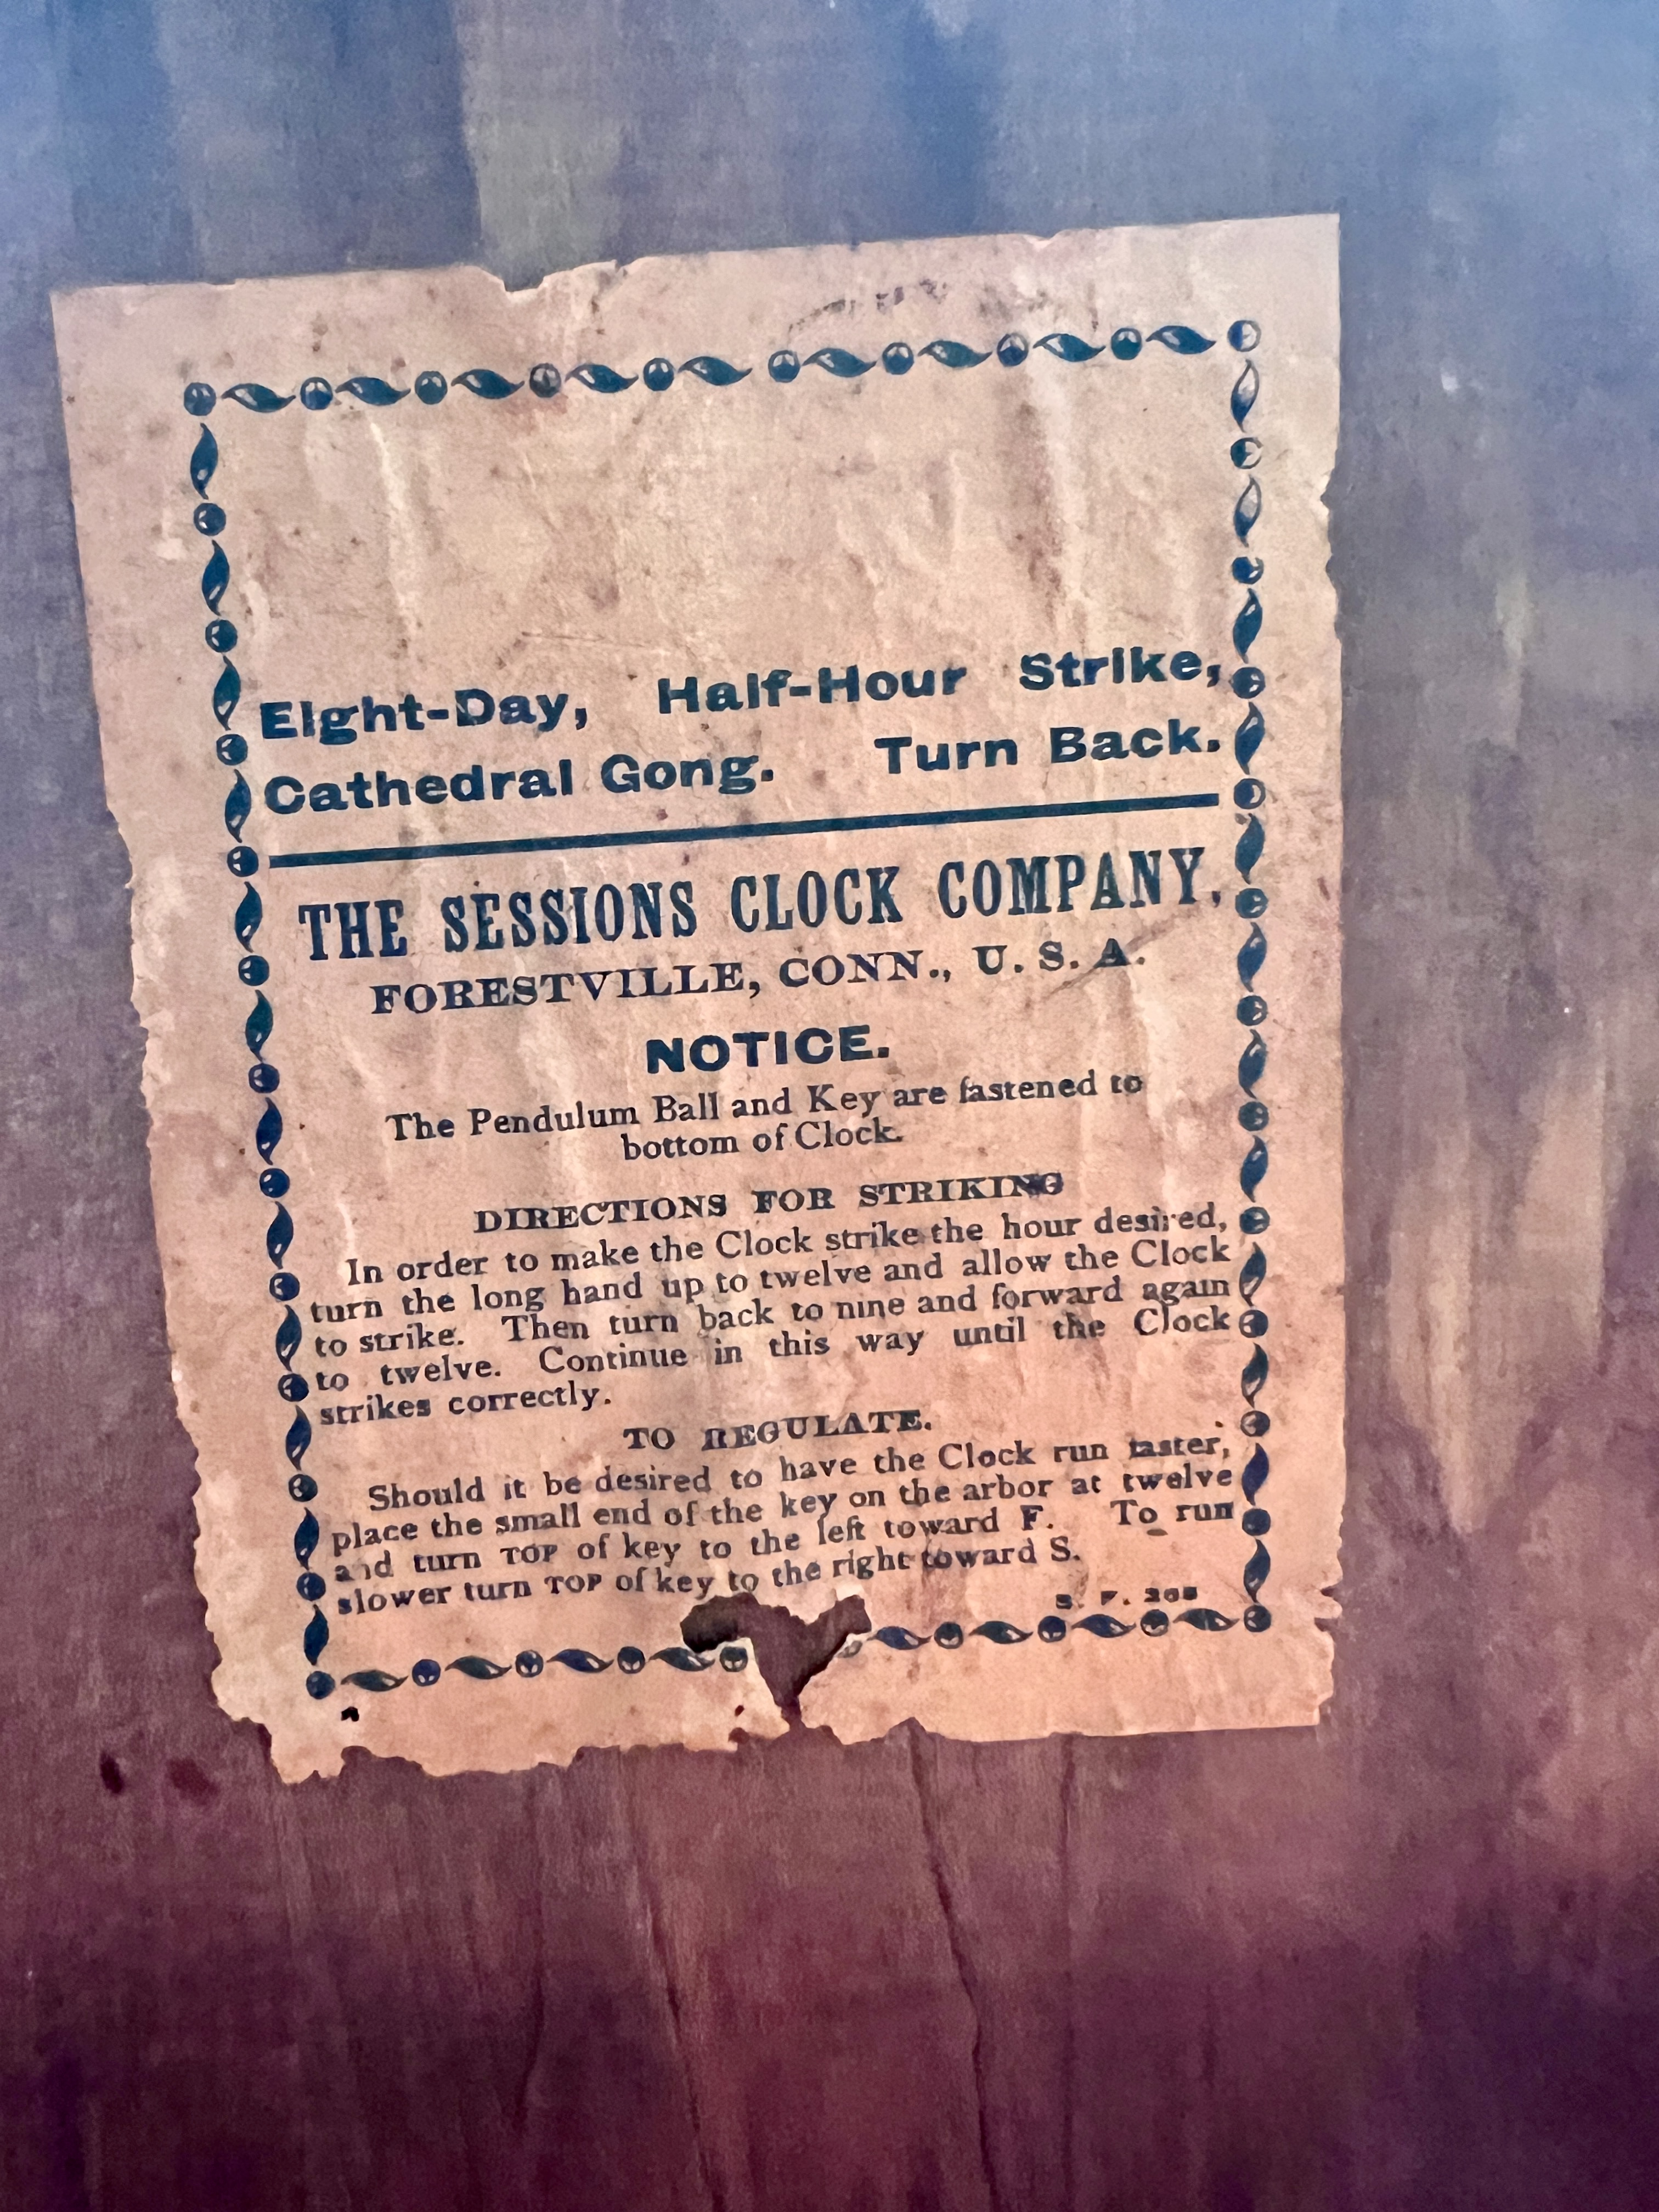 Eight-Day, Half-Hour Strike,
Cathedral Gong. Turn Back.
THE SESSIONS CLOCK COMPANY.
FORESTVILLE, CONN., U. S. A.
NOTICE.
The Pendulum Ball and Key are fastened to
bottom of Clock.
DIRECTIONS FOR STRIKING
In order to make the Clock strike the hour desired,
turn the long hand up to twelve and allow the Clock
to strike. Then turn back to nine and forward again
to twelve. Continue in this way until the Clock
strikes correctly.
TO REGULATE.
Should it be desired to have the Clock run faster,
place the small end of the key on the arbor at twelve
and turn TOP of key to the left toward F. To run
slower turn TOP of key to the right toward S.